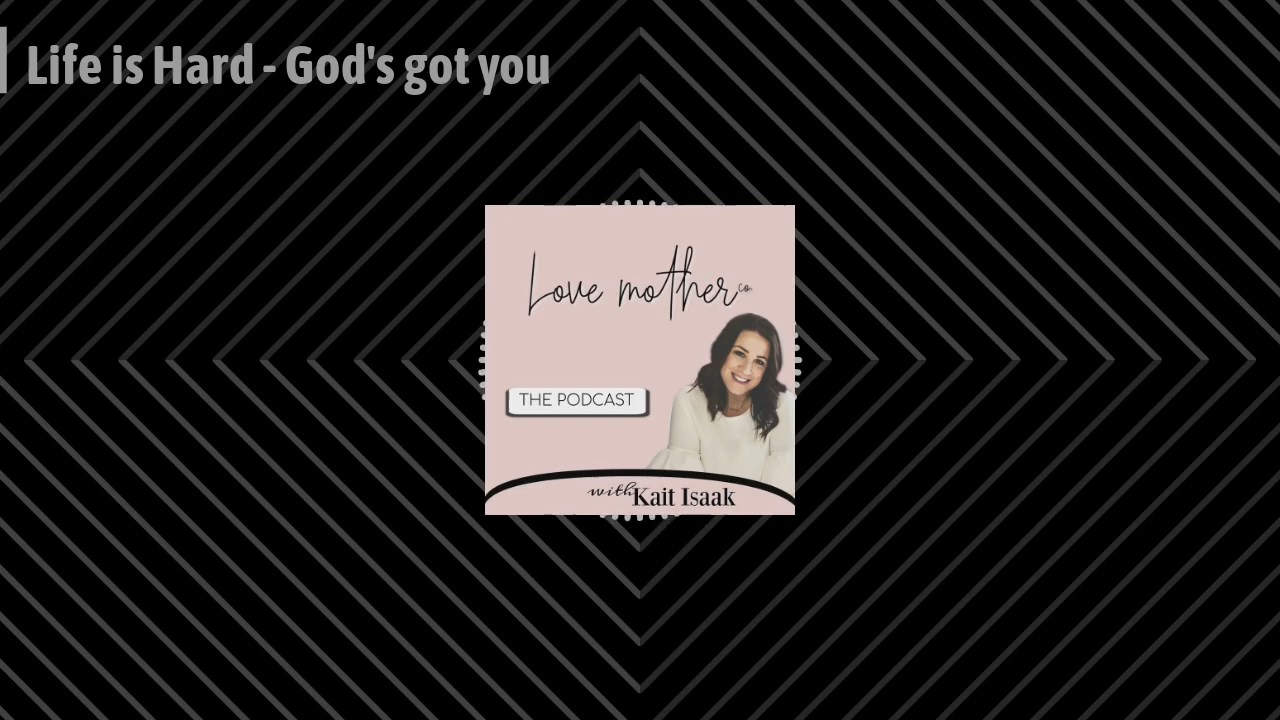 Life is Hard - God's got you
Love mother co.
THE PODCAST
with Kait Isaak